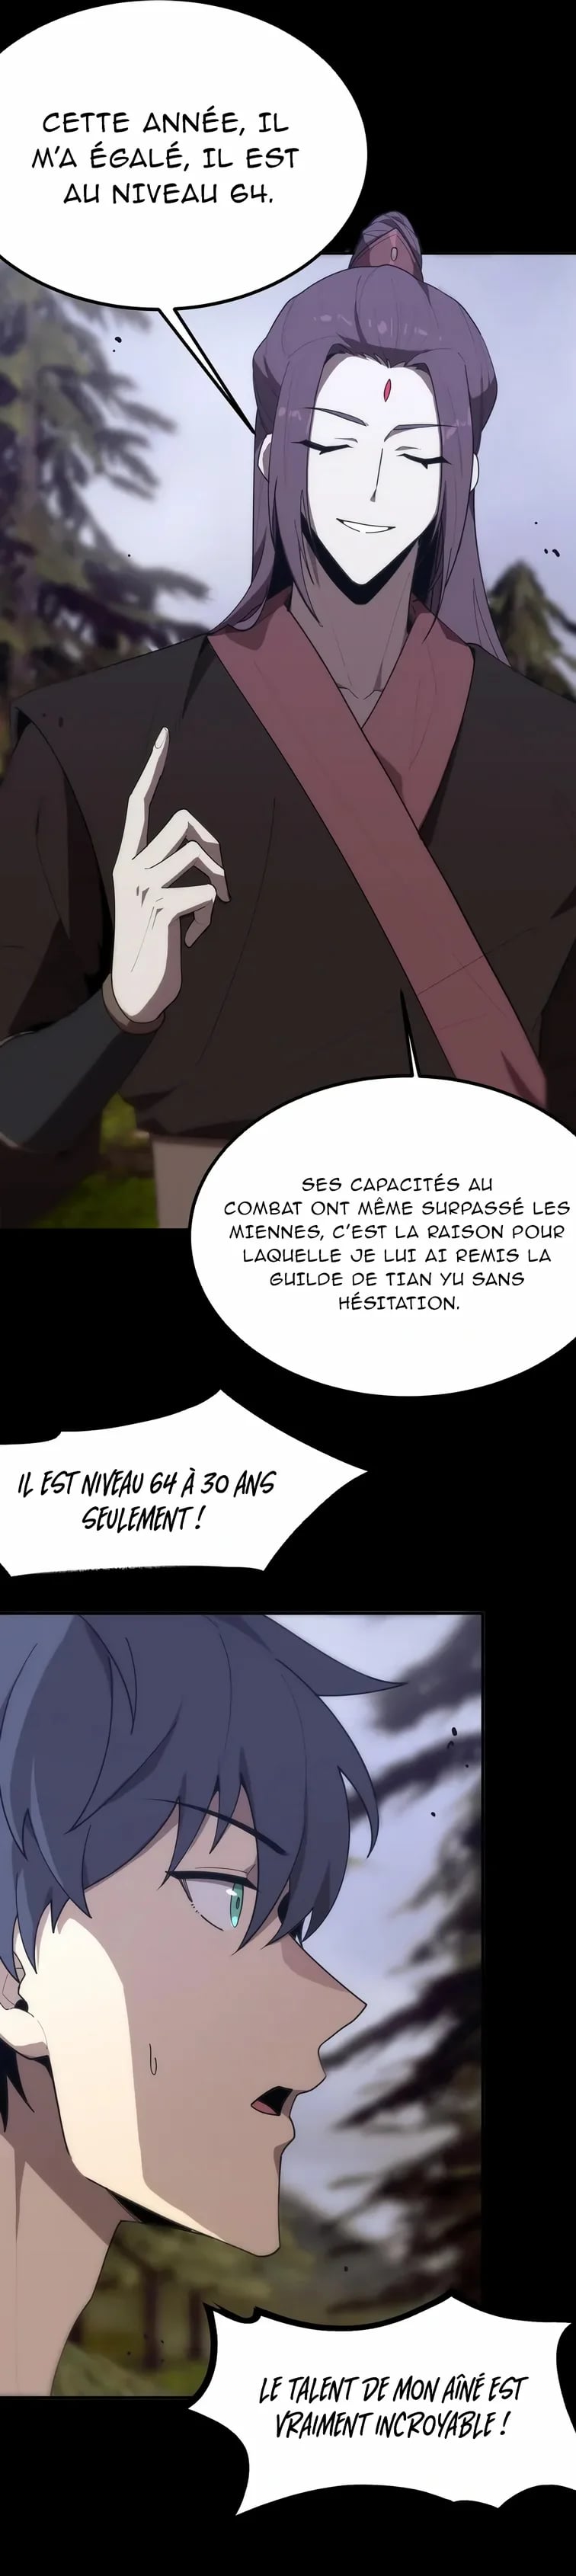 CETTE ANNÉE, IL
M'A ÉGALÉ, IL EST
AU NIVEAU 64.
SES CAPACITÉS AU
COMBAT ONT MÊME SURPASSÉ LES
MIENNES, C'EST LA RAISON POUR
LAQUELLE JE LUI AI REMIS LA
GUILDE DE TIAN YU SANS
HÉSITATION.
IL EST NIVEAU 64 À 30 ANS
SEULEMENT !
LE TALENT DE MON AÎNÉ EST
VRAIMENT INCROYABLE !